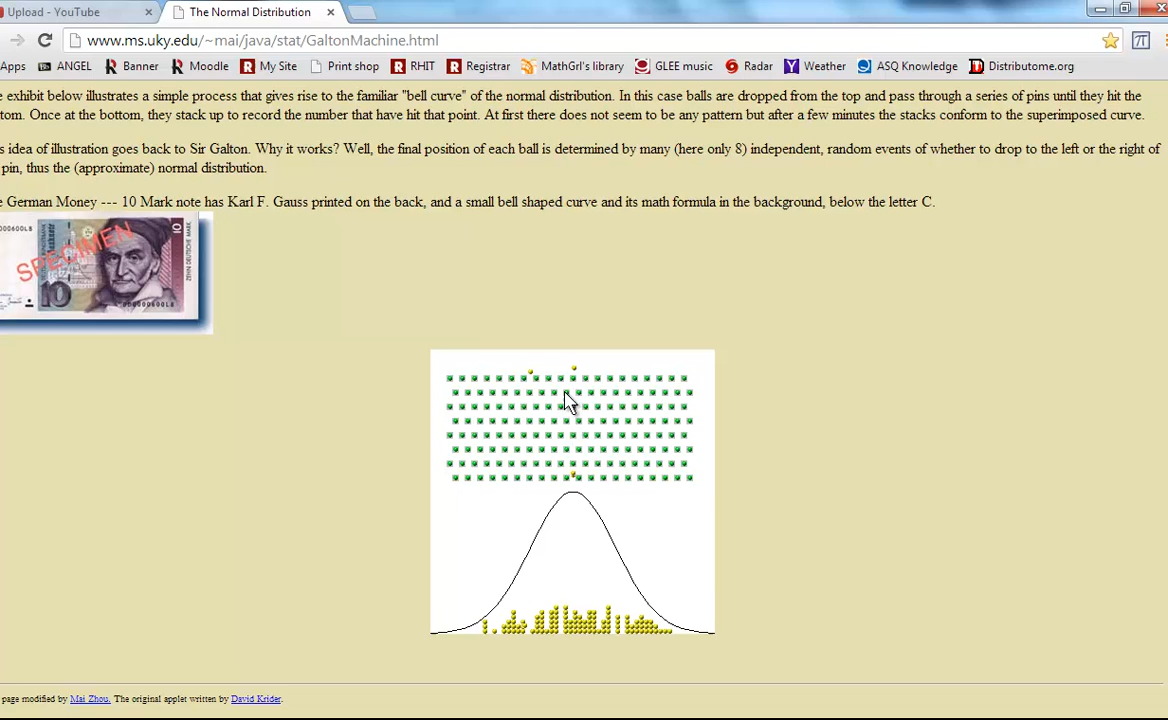 Upload - YouTube
The Normal Distribution
www.ms.uky.edu/~mai/java/stat/GaltonMachine.html
Apps ANGEL Banner Moodle My Site Print shop RHIT Registrar MathGrl's library GLEE music Radar Weather ASQ Knowledge Distributome.org
e exhibit below illustrates a simple process that gives rise to the familiar "bell curve" of the normal distribution. In this case balls are dropped from the top and pass through a series of pins until they hit the
tom. Once at the bottom, they stack up to record the number that have hit that point. At first there does not seem to be any pattern but after a few minutes the stacks conform to the superimposed curve.
s idea of illustration goes back to Sir Galton. Why it works? Well, the final position of each ball is determined by many (here only 8) independent, random events of whether to drop to the left or the right of
pin, thus the (approximate) normal distribution.
e German Money --- 10 Mark note has Karl F. Gauss printed on the back, and a small bell shaped curve and its math formula in the background, below the letter C.
SPECIMEN
10
ZEHN DEUTSCHE MARK
10
page modified by Mai Zhou. The original applet written by David Krider.